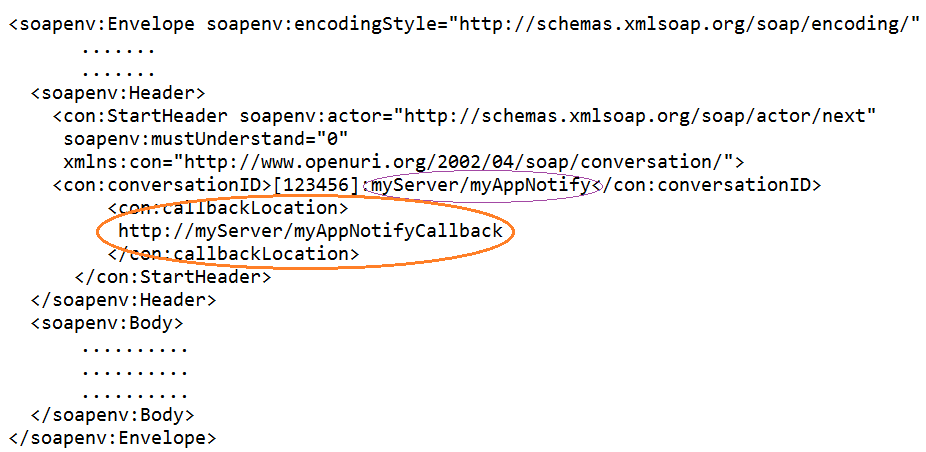 <soapenv:Envelope soapenv:encodingStyle="http://schemas.xmlsoap.org/soap/encoding/"
.......
.......
<soapenv:Header>
<con:StartHeader soapenv:actor="http://schemas.xmlsoap.org/soap/actor/next"
soapenv:mustUnderstand="0"
xmlns:con="http://www.openuri.org/2002/04/soap/conversation/">
<con:conversationID>[123456]:myServer/myAppNotify</con:conversationID>
<con:callbackLocation>
http://myServer/myAppNotifyCallback
</con:callbackLocation>
</con:StartHeader>
</soapenv:Header>
<soapenv:Body>
..........
..........
..........
</soapenv:Body>
</soapenv:Envelope>